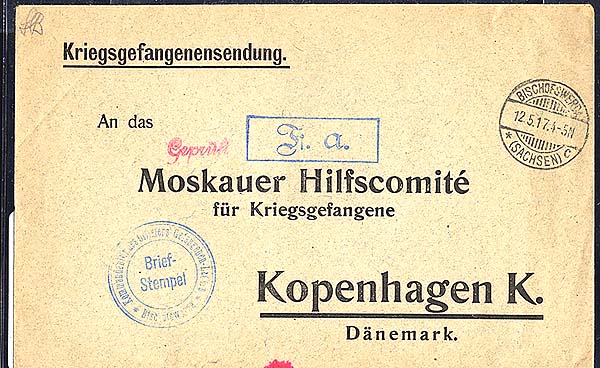 Kriegsgefangenensendung.
BISCHOFSWERDA
12.5.17. 4-5N
* (SACHSEN) c
An das
F. a.
Geprüft
Moskauer Hilfscomité
für Kriegsgefangene
Brief-
Stempel
Kopenhagen K.
Dänemark.